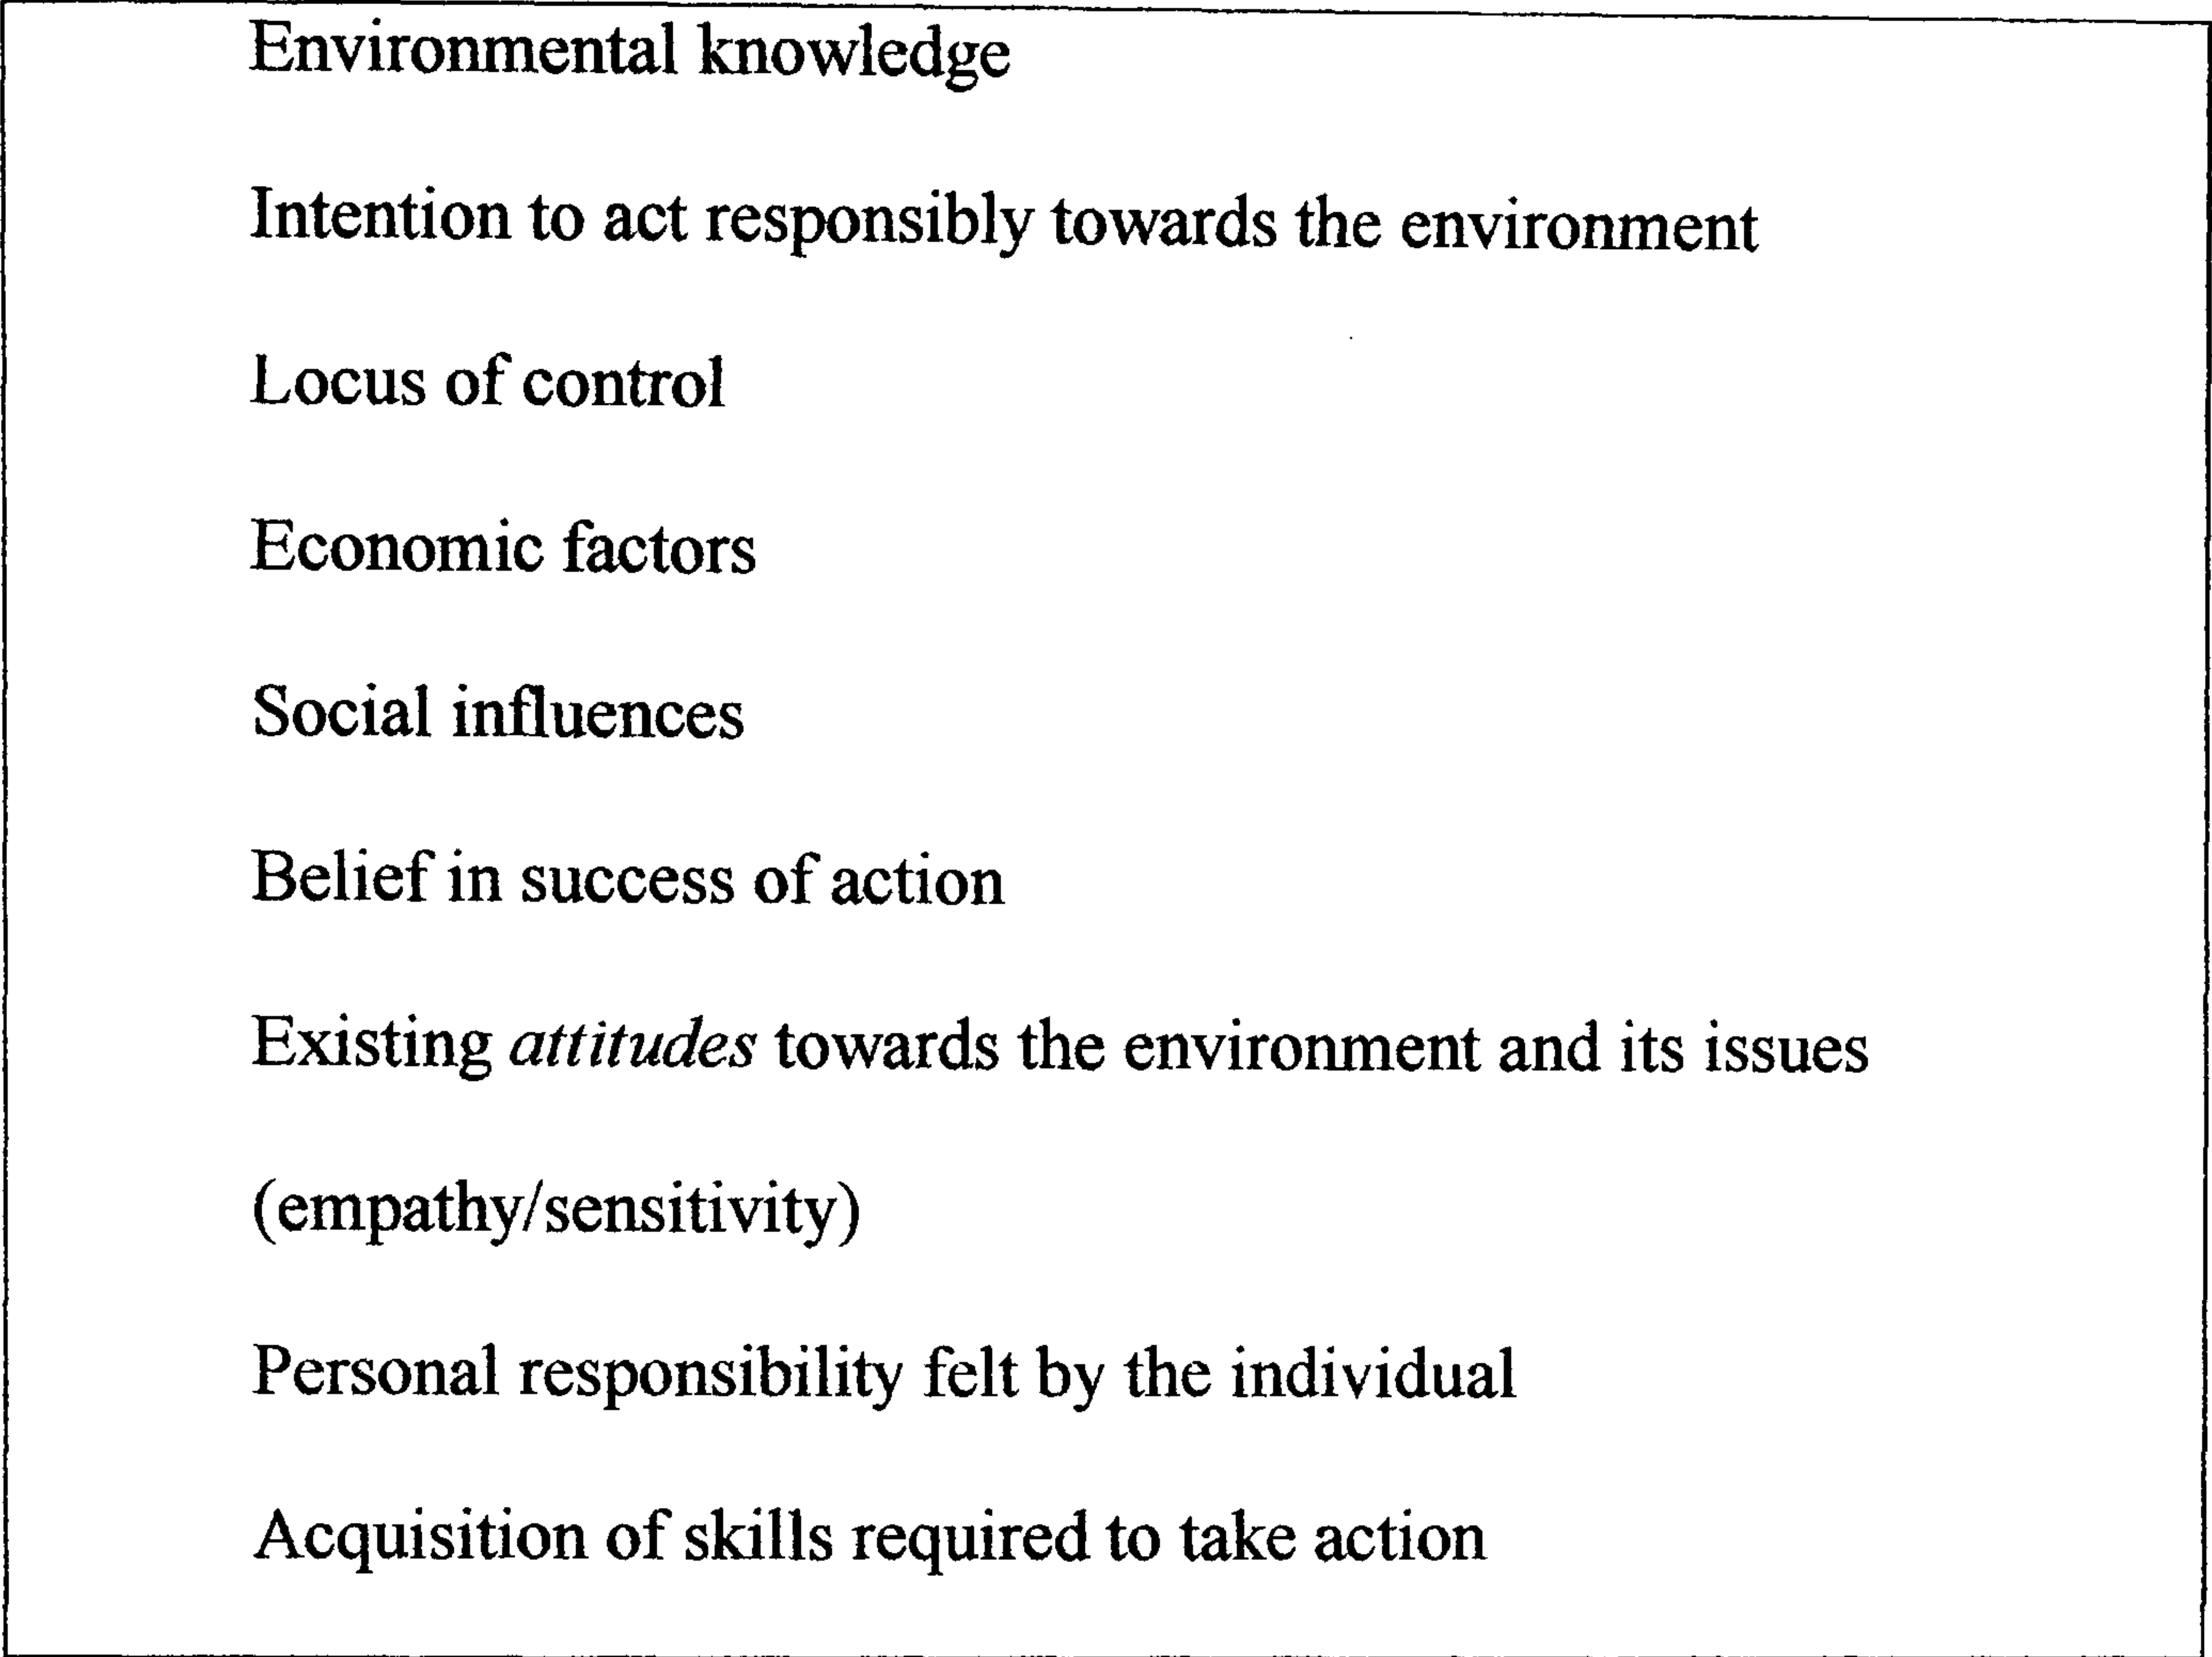 Environmental knowledge
Intention to act responsibly towards the environment
Locus of control
Economic factors
Social influences
Belief in success of action
Existing attitudes towards the environment and its issues
(empathy/sensitivity)
Personal responsibility felt by the individual
Acquisition of skills required to take action